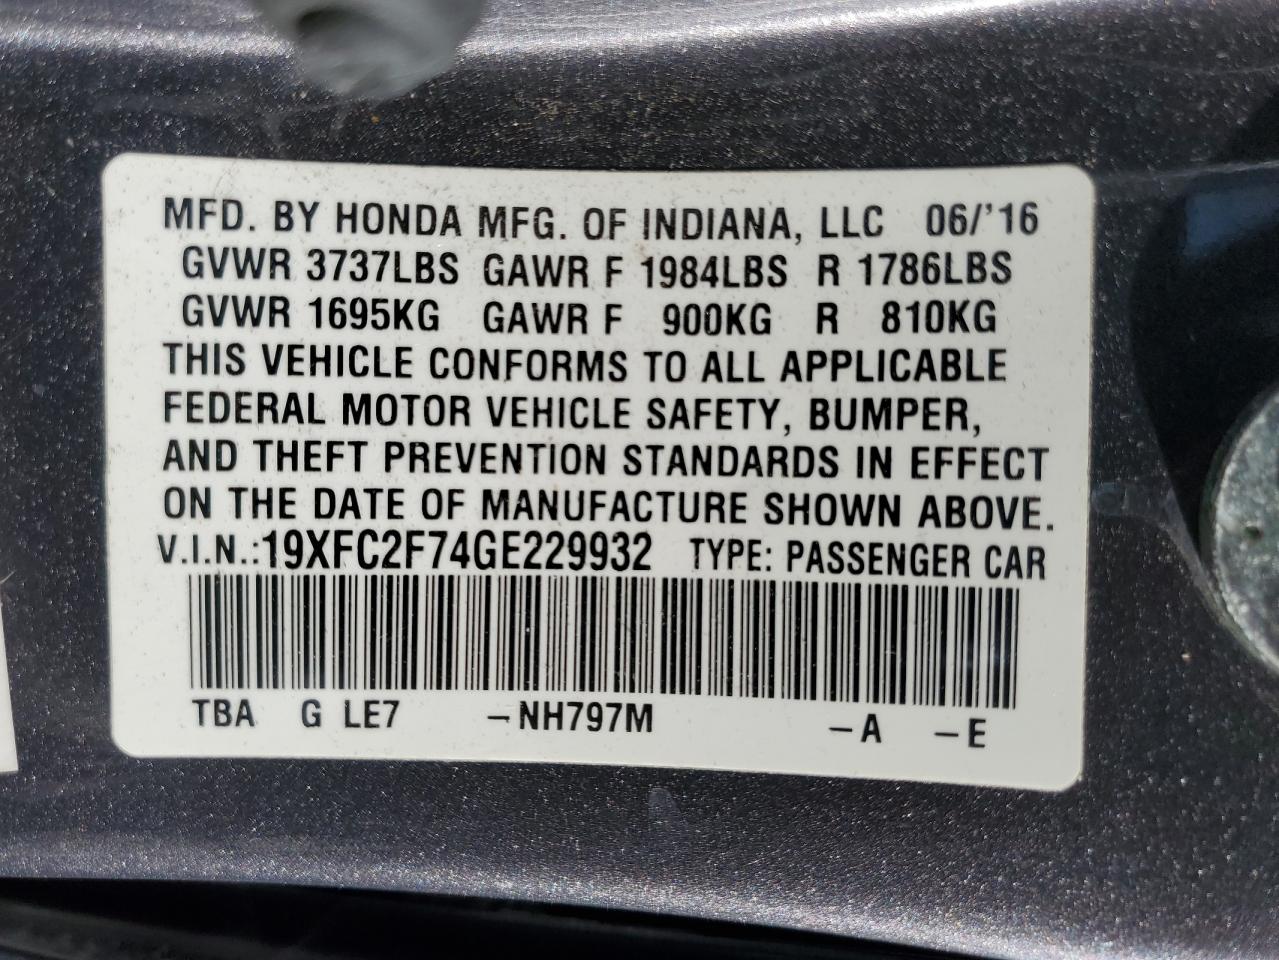 MFD. BY HONDA MFG. OF INDIANA, LLC 06/'16
GVWR 3737LBS GAWR F 1984LBS R 1786LBS
GVWR 1695KG GAWR F 900KG R 810KG
THIS VEHICLE CONFORMS TO ALL APPLICABLE
FEDERAL MOTOR VEHICLE SAFETY, BUMPER,
AND THEFT PREVENTION STANDARDS IN EFFECT
ON THE DATE OF MANUFACTURE SHOWN ABOVE.
V.I.N.:19XFC2F74GE229932 TYPE: PASSENGER CAR
TBA G LE7 –NH797M –A –E